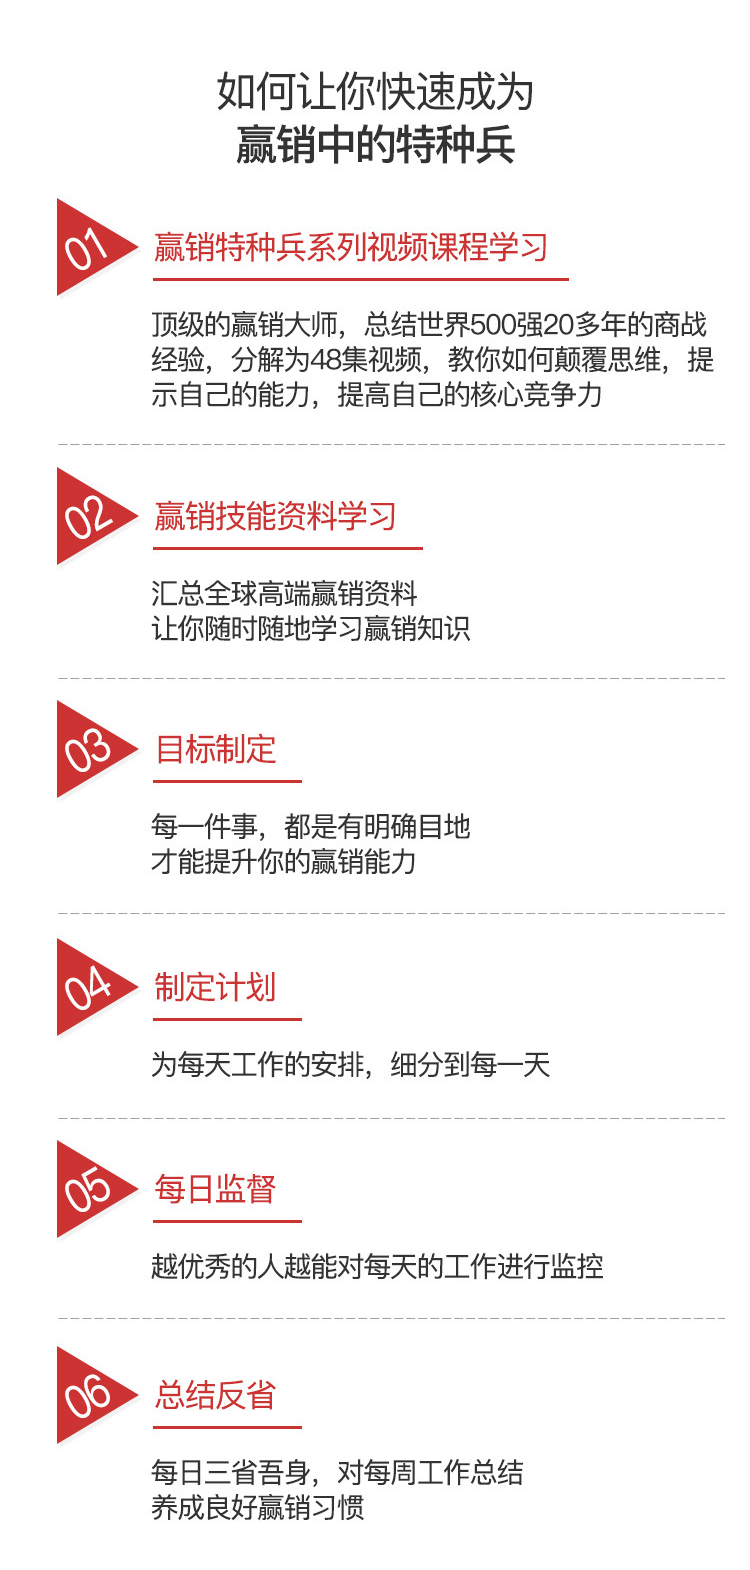 如何让你快速成为
赢销中的特种兵
01
赢销特种兵系列视频课程学习
顶级的赢销大师，总结世界500强20多年的商战
经验，分解为48集视频，教你如何颠覆思维，提
示自己的能力，提高自己的核心竞争力
02
赢销技能资料学习
汇总全球高端赢销资料
让你随时随地学习赢销知识
03
目标制定
每一件事，都是有明确目地
才能提升你的赢销能力
04
制定计划
为每天工作的安排，细分到每一天
05
每日监督
越优秀的人越能对每天的工作进行监控
06
总结反省
每日三省吾身，对每周工作总结
养成良好赢销习惯